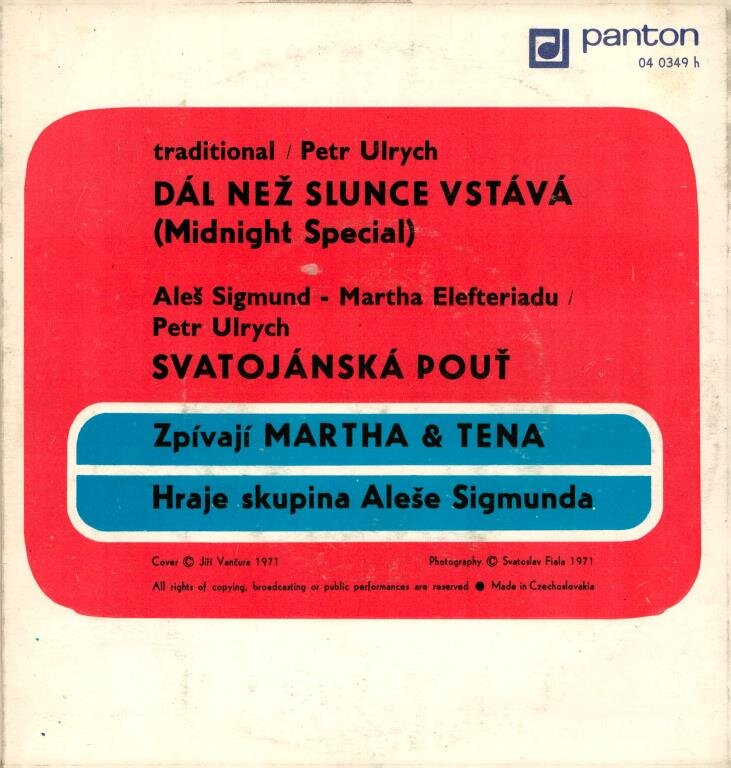 panton
04 0349 h
traditional / Petr Ulrych
DÁL NEŽ SLUNCE VSTÁVÁ
(Midnight Special)
Aleš Sigmund - Martha Elefteriadu /
Petr Ulrych
SVATOJÁNSKÁ POUŤ
Zpívají MARTHA & TENA
Hraje skupina Aleše Sigmunda
Cover © Jiří Vančura 1971 Photography © Svatoslav Fiala 1971
All rights of copying, broadcasting or public performances are reserved ● Made in Czechoslovakia